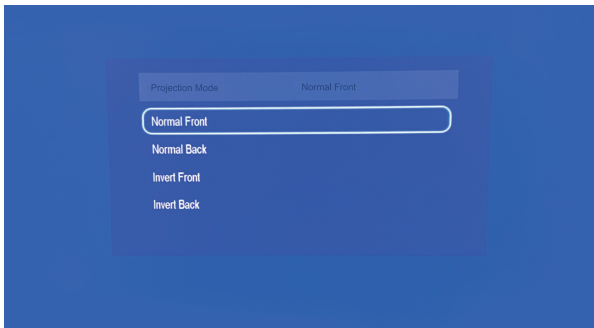 Projection Mode Normal Front
Normal Front
Normal Back
Invert Front
Invert Back